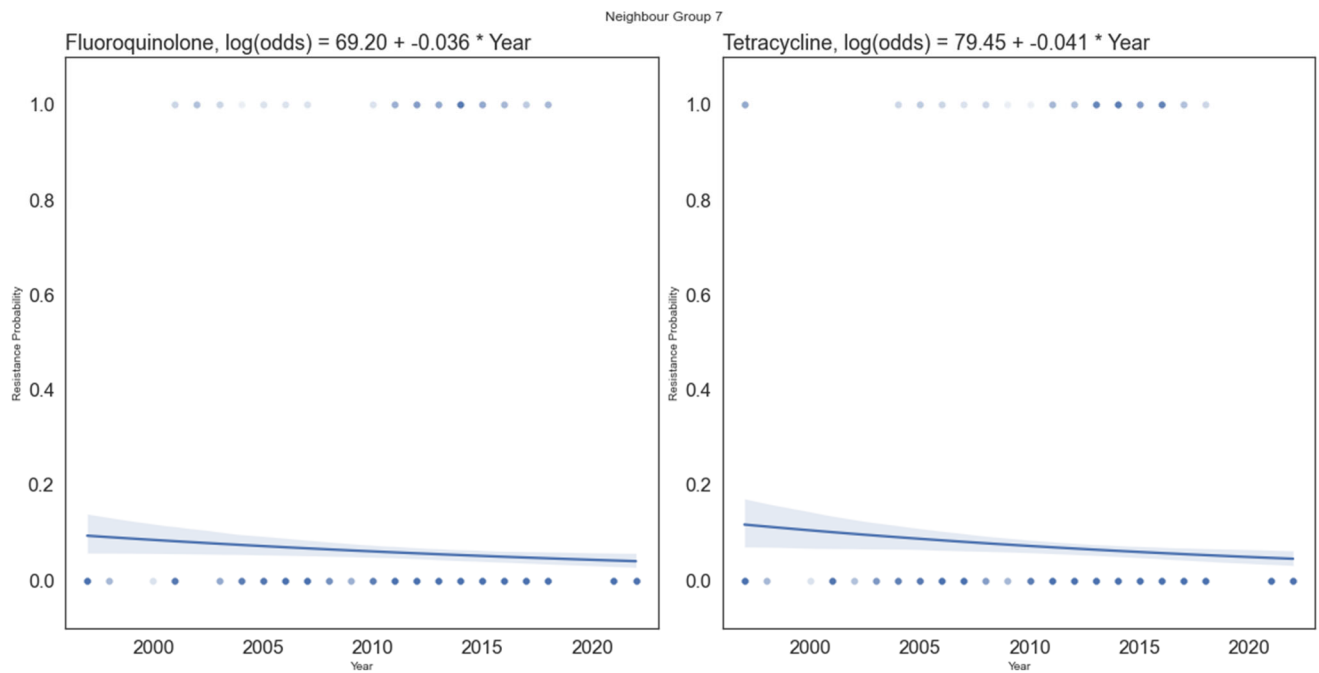 Neighbour Group 7
Fluoroquinolone, log(odds) = 69.20 + -0.036 * Year
1.0
0.8
0.6
0.4
0.2
0.0
Resistance Probability
2000 2005 2010 2015 2020
Year
Tetracycline, log(odds) = 79.45 + -0.041 * Year
1.0
0.8
0.6
0.4
0.2
0.0
Resistance Probability
2000 2005 2010 2015 2020
Year